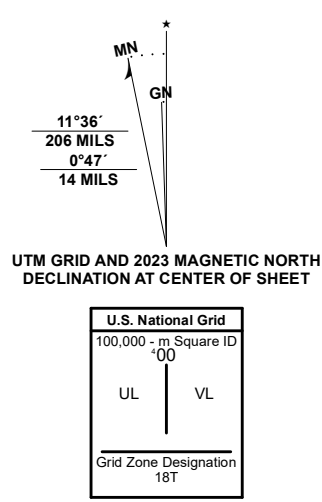 ★
MN
GN
11°36´
206 MILS
0°47´
14 MILS
UTM GRID AND 2023 MAGNETIC NORTH
DECLINATION AT CENTER OF SHEET
U.S. National Grid
100,000 - m Square ID
⁴00
UL VL
Grid Zone Designation
18T